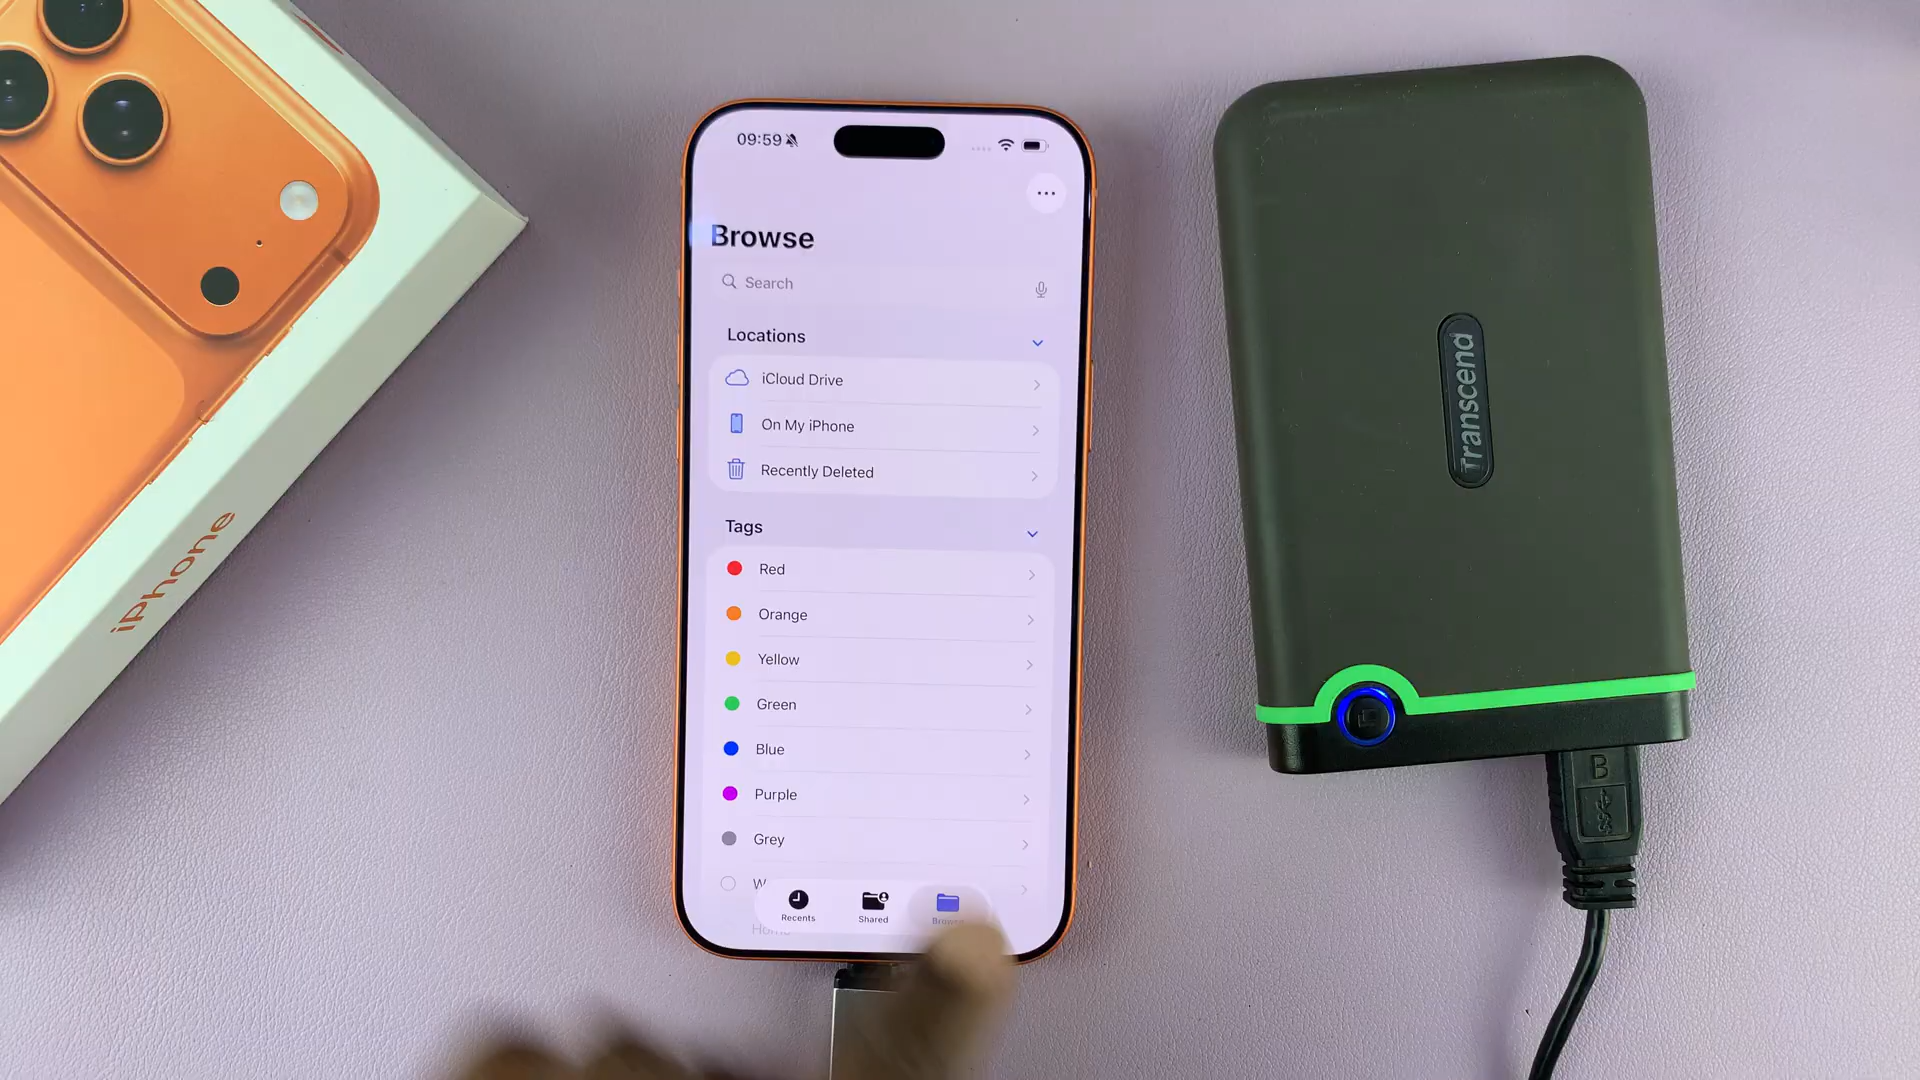 iPhone
09:59
Browse
Search
Locations
iCloud Drive
On My iPhone
Recently Deleted
Tags
Red
Orange
Yellow
Green
Blue
Purple
Grey
Recents
Shared
Transcend
B